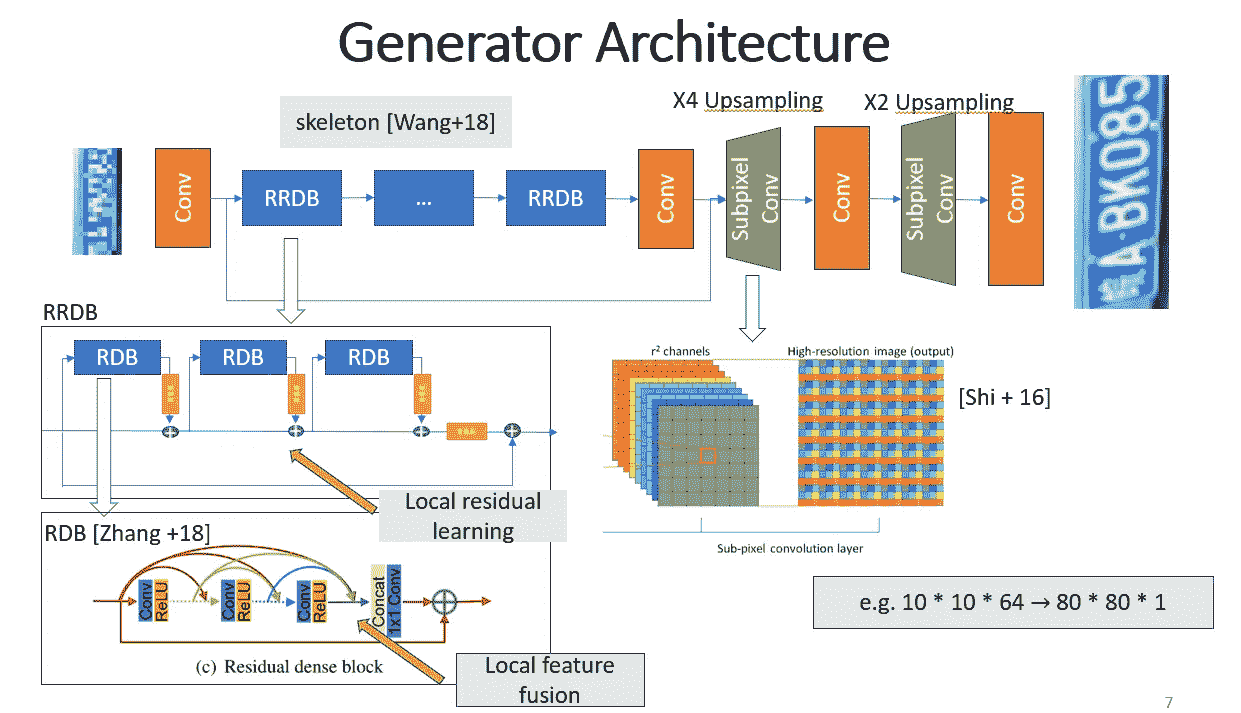 Generator Architecture
skeleton [Wang+18]
X4 Upsampling
X2 Upsampling
Conv
RRDB
...
RRDB
Conv
Subpixel
Conv
Conv
Subpixel
Conv
Conv
A·BK085
RRDB
RDB
RDB
RDB
r² channels
High-resolution image (output)
[Shi + 16]
Local residual
learning
Sub-pixel convolution layer
RDB [Zhang +18]
Conv
ReLU
Conv
ReLU
Conv
ReLU
Concat
1x1 Conv
(c) Residual dense block
Local feature
fusion
e.g. 10 * 10 * 64 → 80 * 80 * 1
7